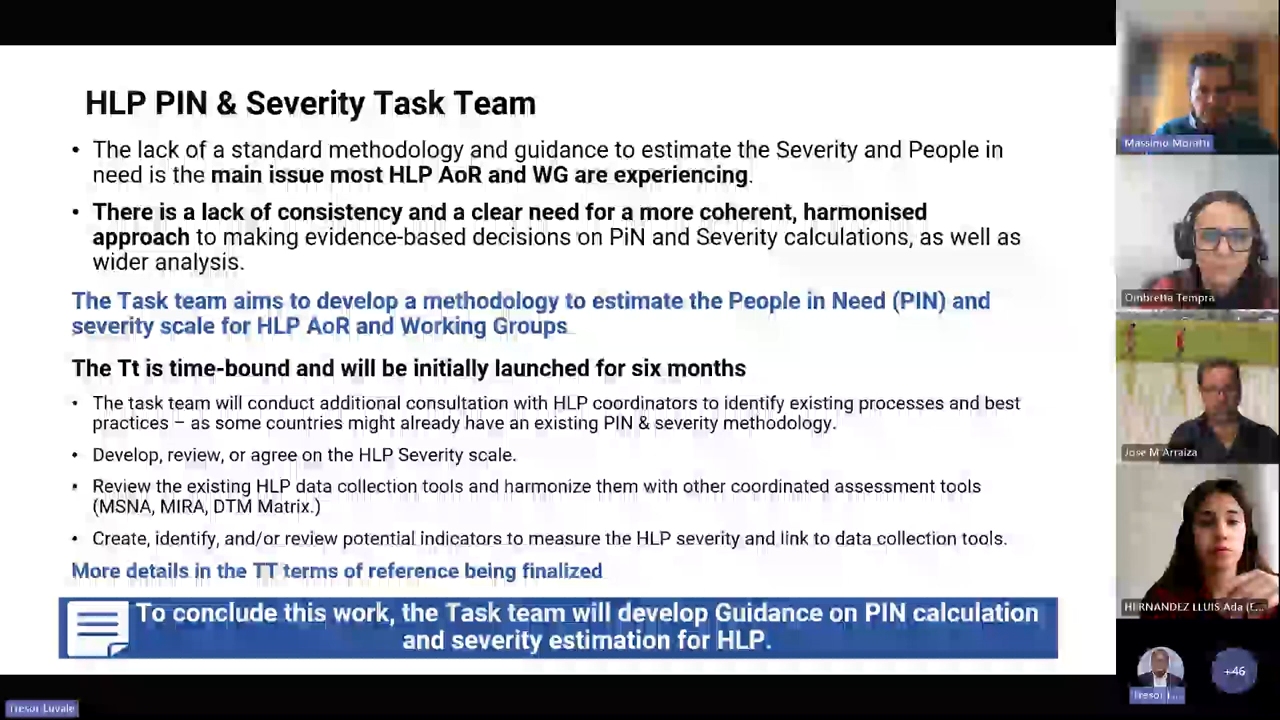 HLP PIN & Severity Task Team
• The lack of a standard methodology and guidance to estimate the Severity and People in
need is the main issue most HLP AoR and WG are experiencing.
• There is a lack of consistency and a clear need for a more coherent, harmonised
approach to making evidence-based decisions on PiN and Severity calculations, as well as
wider analysis.
The Task team aims to develop a methodology to estimate the People in Need (PIN) and
severity scale for HLP AoR and Working Groups
The Tt is time-bound and will be initially launched for six months
• The task team will conduct additional consultation with HLP coordinators to identify existing processes and best
practices – as some countries might already have an existing PIN & severity methodology.
• Develop, review, or agree on the HLP Severity scale.
• Review the existing HLP data collection tools and harmonize them with other coordinated assessment tools
(MSNA, MIRA, DTM Matrix.)
• Create, identify, and/or review potential indicators to measure the HLP severity and link to data collection tools.
More details in the TT terms of reference being finalized
To conclude this work, the Task team will develop Guidance on PIN calculation
and severity estimation for HLP.
Massimo Moratti
Ombretta Tempra
Jose M Arraiza
HERNANDEZ LLUIS Ada (E...
Tresor L...
+46
Tresor Luvale